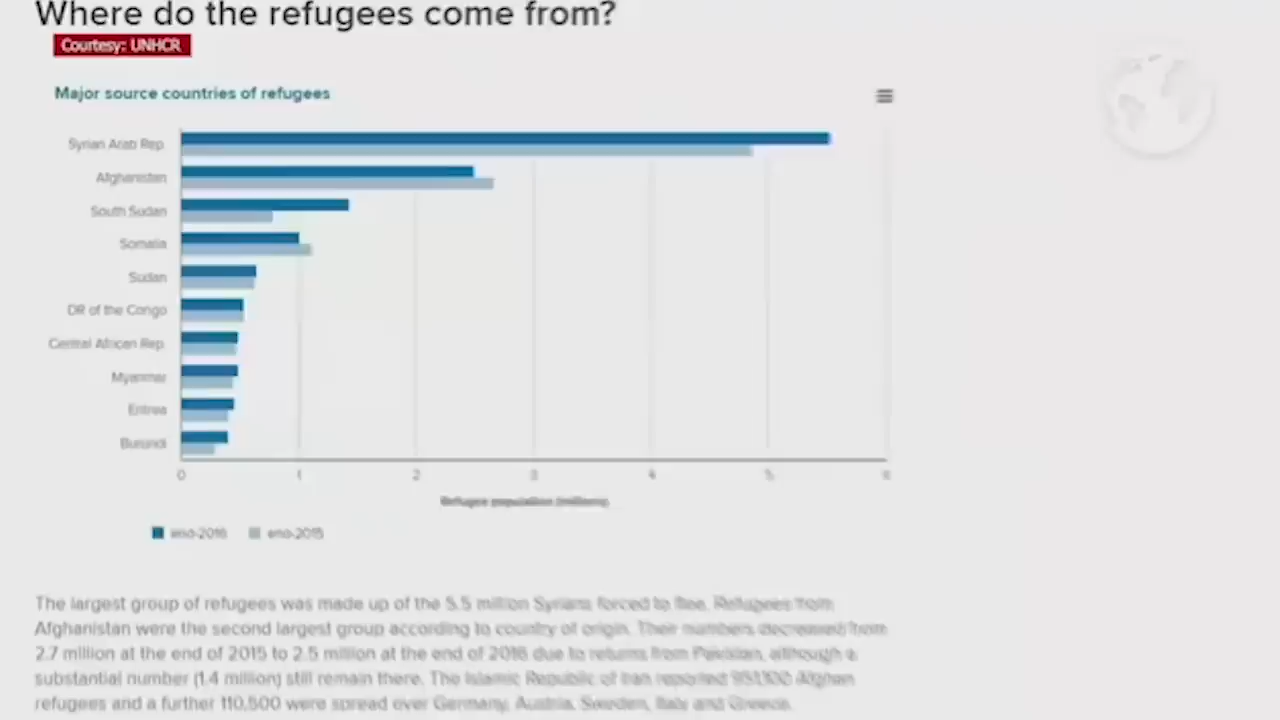 Where do the refugees come from?
Courtesy: UNHCR
Major source countries of refugees
Syrian Arab Rep.
Afghanistan
South Sudan
Somalia
Sudan
DR of the Congo
Central African Rep.
Myanmar
Eritrea
Burundi
0 1 2 3 4 5 6
Refugee population (millions)
end-2016 end-2015
The largest group of refugees was made up of the 5.5 million Syrians forced to flee. Refugees from
Afghanistan were the second largest group according to country of origin. Their numbers decreased from
2.7 million at the end of 2015 to 2.5 million at the end of 2016 due to returns from Pakistan, although a
substantial number (1.4 million) still remain there. The Islamic Republic of Iran reported Afghan
refugees and a further 110,500 were spread over Germany, Austria, Sweden, Italy and Greece.